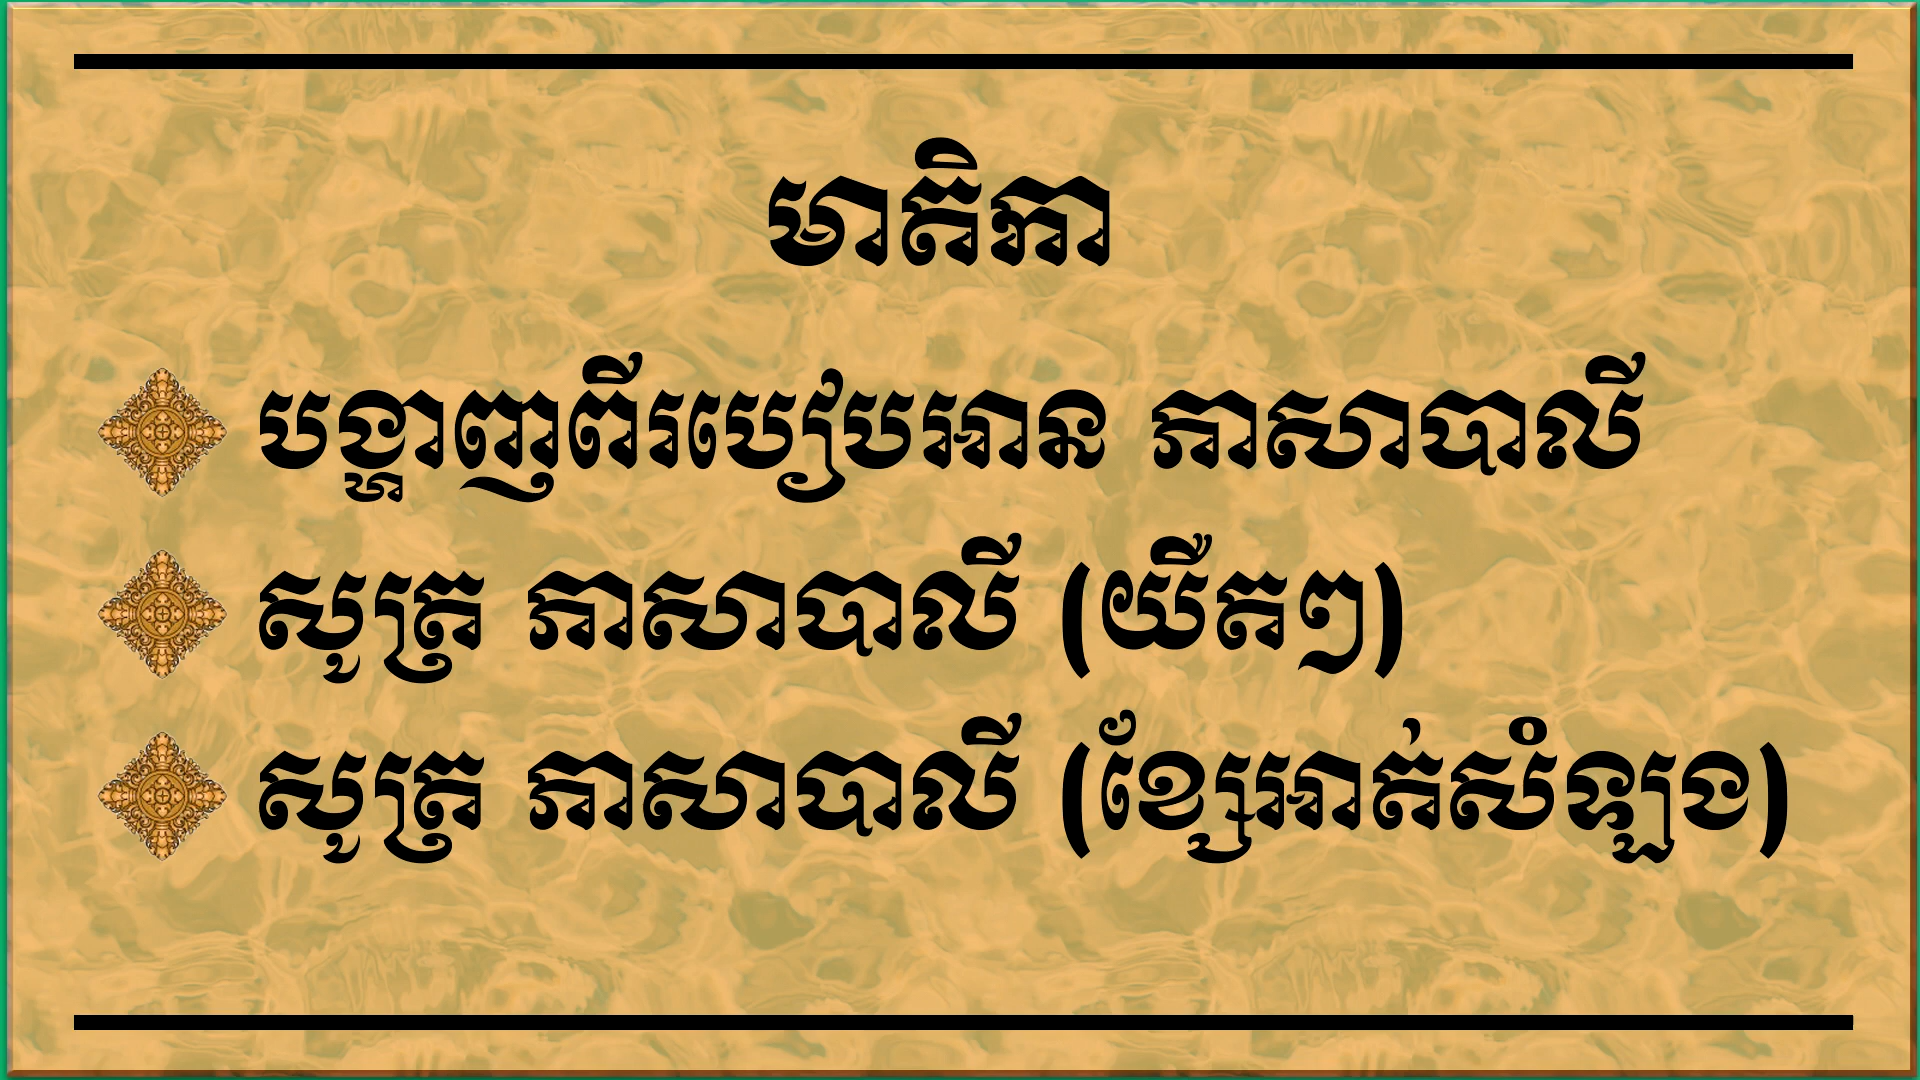 មាតិកា
បង្ហាញពីរបៀបអាន ភាសាបាលី
សូត្រ ភាសាបាលី (យឺតៗ)
សូត្រ ភាសាបាលី (ខ្សែអាត់សំឡេង)